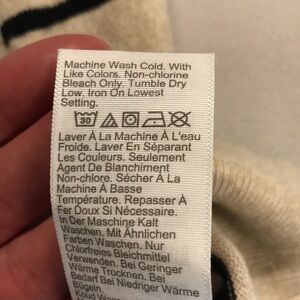 Machine Wash Cold. With
Like Colors. Non-chlorine
Bleach Only. Tumble Dry
Low. Iron On Lowest
Setting.
30
Laver À La Machine À L'eau
Froide. Laver En Séparant
Les Couleurs. Seulement
Agent De Blanchiment
Non-chlore. Sécher À La
Machine À Basse
Température. Repasser À
Fer Doux Si Nécessaire.
In Der Maschine Kalt
Waschen. Mit Ähnlichen
Farben Waschen. Nur
Chlorfreies Bleichmittel
Verwenden. Bei Geringer
Wärme Trocknen. Bei
Bedarf Bei Niedriger Wärme
Bügeln.
Koud